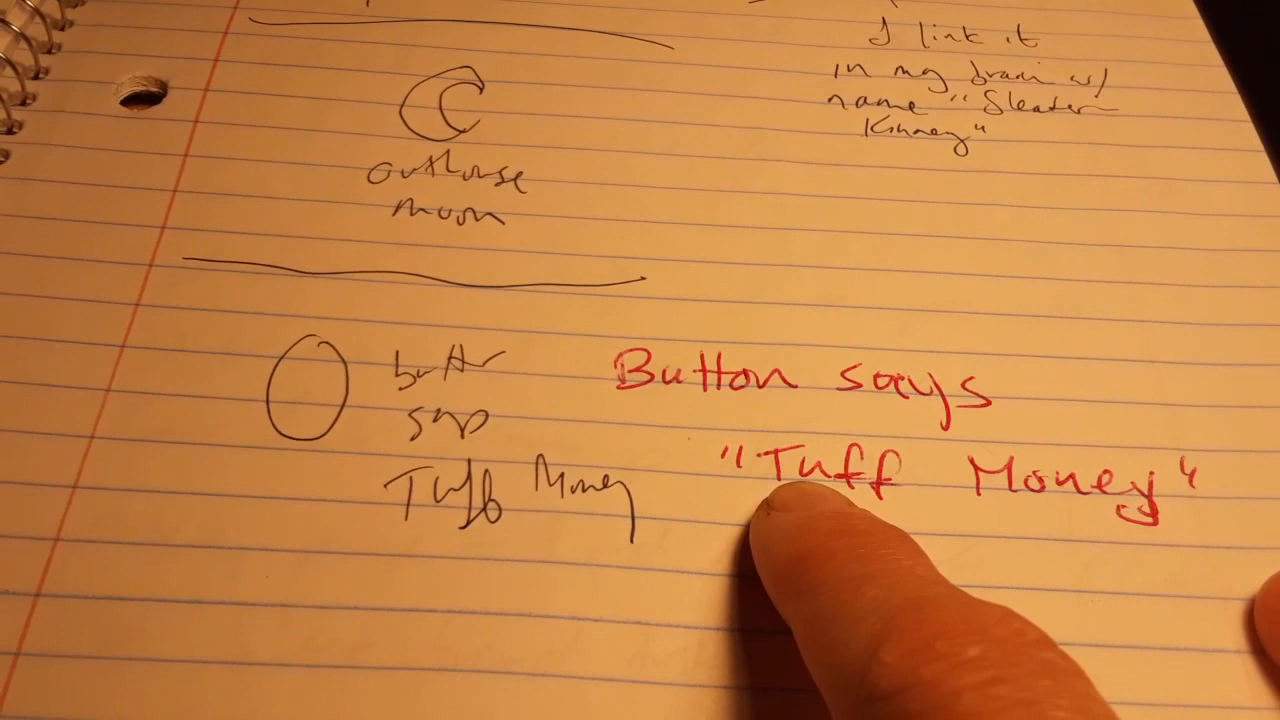 I link it
in my brain w/
name "Sleater
Kinney"
outhouse
moon
button
says
Tuff Money
Button says
"Tuff Money"